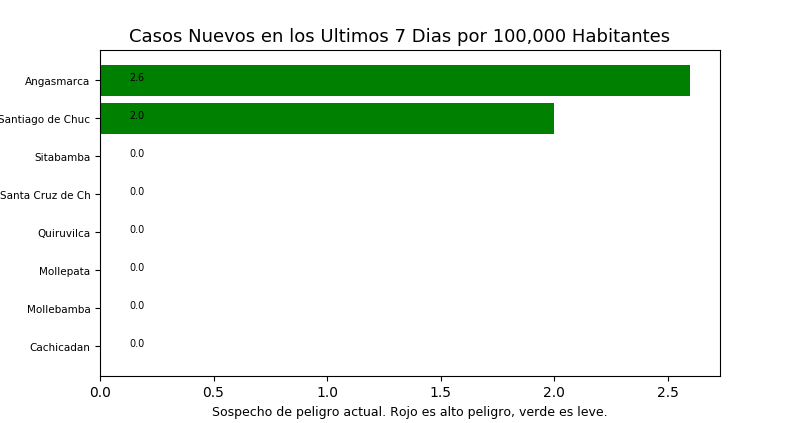 Casos Nuevos en los Ultimos 7 Dias por 100,000 Habitantes
Angasmarca 2.6
Santiago de Chuc 2.0
Sitabamba 0.0
Santa Cruz de Ch 0.0
Quiruvilca 0.0
Mollepata 0.0
Mollebamba 0.0
Cachicadan 0.0
0.0 0.5 1.0 1.5 2.0 2.5
Sospecho de peligro actual. Rojo es alto peligro, verde es leve.